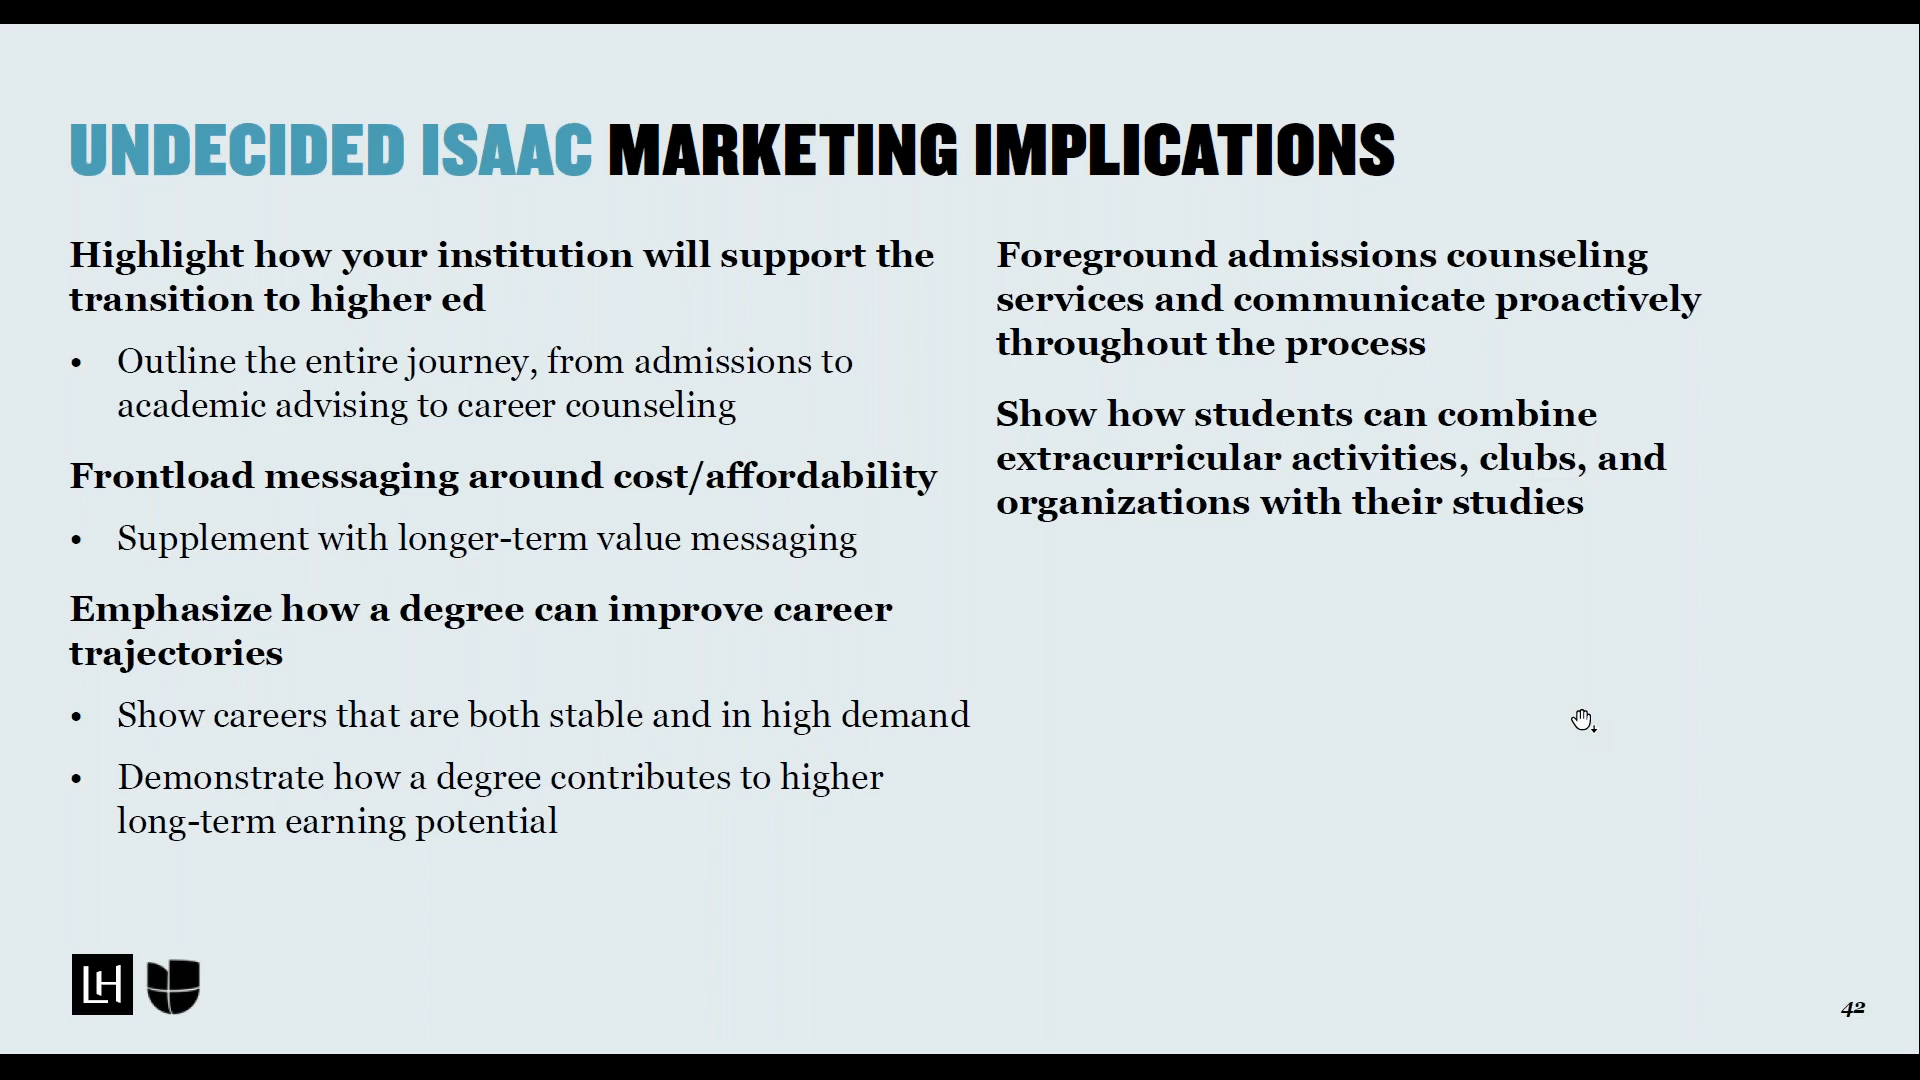 UNDECIDED ISAAC MARKETING IMPLICATIONS
Highlight how your institution will support the
transition to higher ed
• Outline the entire journey, from admissions to
academic advising to career counseling
Frontload messaging around cost/affordability
• Supplement with longer-term value messaging
Emphasize how a degree can improve career
trajectories
• Show careers that are both stable and in high demand
• Demonstrate how a degree contributes to higher
long-term earning potential
Foreground admissions counseling
services and communicate proactively
throughout the process
Show how students can combine
extracurricular activities, clubs, and
organizations with their studies
LH
42